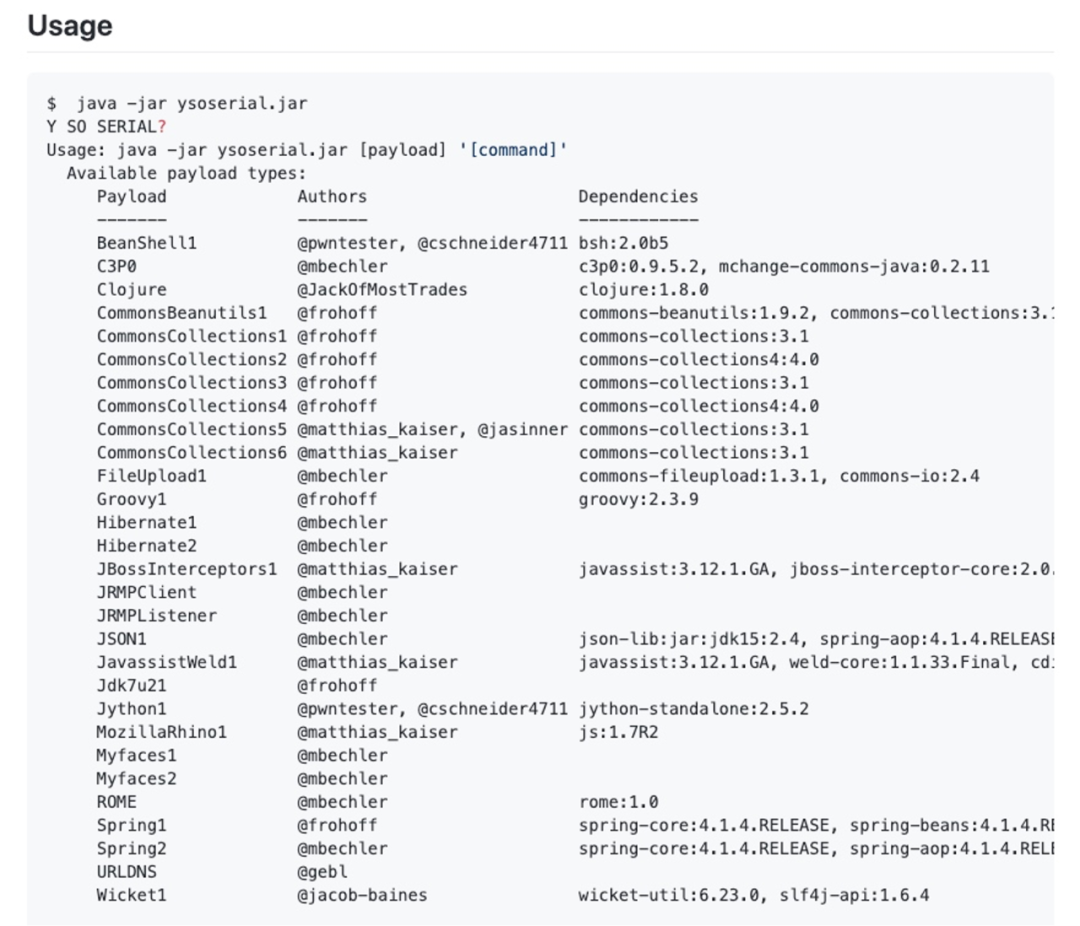 Usage
$  java -jar ysoserial.jar
Y SO SERIAL?
Usage: java -jar ysoserial.jar [payload] '[command]'
  Available payload types:
     Payload             Authors                     Dependencies
     -------             -------                     ------------
     BeanShell1          @pwntester, @cschneider4711 bsh:2.0b5
     C3P0                @mbechler                   c3p0:0.9.5.2, mchange-commons-java:0.2.11
     Clojure             @JackOfMostTrades           clojure:1.8.0
     CommonsBeanutils1   @frohoff                    commons-beanutils:1.9.2, commons-collections:3.1
     CommonsCollections1 @frohoff                    commons-collections:3.1
     CommonsCollections2 @frohoff                    commons-collections4:4.0
     CommonsCollections3 @frohoff                    commons-collections:3.1
     CommonsCollections4 @frohoff                    commons-collections4:4.0
     CommonsCollections5 @matthias_kaiser, @jasinner commons-collections:3.1
     CommonsCollections6 @matthias_kaiser            commons-collections:3.1
     FileUpload1         @mbechler                   commons-fileupload:1.3.1, commons-io:2.4
     Groovy1             @frohoff                    groovy:2.3.9
     Hibernate1          @mbechler
     Hibernate2          @mbechler
     JBossInterceptors1  @matthias_kaiser            javassist:3.12.1.GA, jboss-interceptor-core:2.0.
     JRMPClient          @mbechler
     JRMPListener        @mbechler
     JSON1               @mbechler                   json-lib:jar:jdk15:2.4, spring-aop:4.1.4.RELEASE
     JavassistWeld1      @matthias_kaiser            javassist:3.12.1.GA, weld-core:1.1.33.Final, cd
     Jdk7u21             @frohoff
     Jython1             @pwntester, @cschneider4711 jython-standalone:2.5.2
     MozillaRhino1       @matthias_kaiser            js:1.7R2
     Myfaces1            @mbechler
     Myfaces2            @mbechler
     ROME                @mbechler                   rome:1.0
     Spring1             @frohoff                    spring-core:4.1.4.RELEASE, spring-beans:4.1.4.RE
     Spring2             @mbechler                   spring-core:4.1.4.RELEASE, spring-aop:4.1.4.RELE
     URLDNS              @gebl
     Wicket1             @jacob-baines               wicket-util:6.23.0, slf4j-api:1.6.4